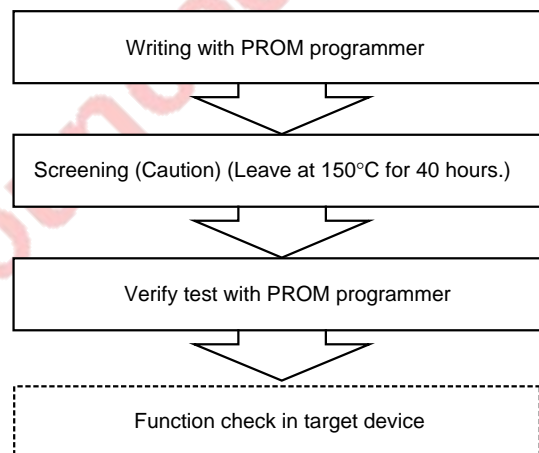 Writing with PROM programmer
Screening (Caution) (Leave at 150°C for 40 hours.)
Verify test with PROM programmer
Function check in target device